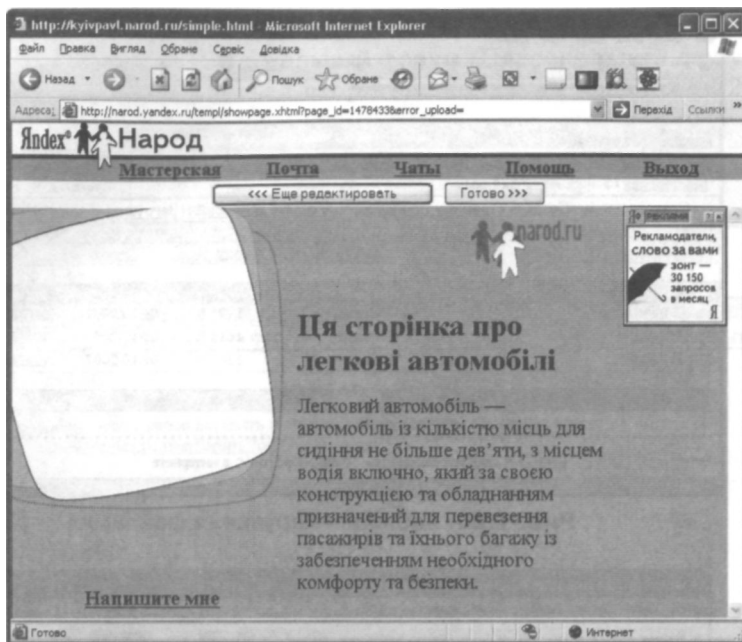 http://kyivpavl.narod.ru/simple.html - Microsoft Internet Explorer
Файл Правка Вигляд Обране Сервіс Довідка
Назад Пошук Обране
Адреса: http://narod.yandex.ru/templ/showpage.xhtml?page_id=1478433&error_upload= Перехід Ссылки »
Яndex® Народ
Мастерская Почта Чаты Помощь Выход
<<< Еще редактировать Готово >>>
narod.ru
Яндекс реклама
Рекламодатели,
СЛОВО ЗА ВАМИ
зонт —
30 150
запросов
в месяц
Я
Ця сторінка про
легкові автомобілі
Легковий автомобіль —
автомобіль із кількістю місць для
сидіння не більше дев’яти, з місцем
водія включно, який за своєю
конструкцією та обладнанням
призначений для перевезення
пасажирів та їхнього багажу із
забезпеченням необхідного
комфорту та безпеки.
Напишите мне
Готово Интернет